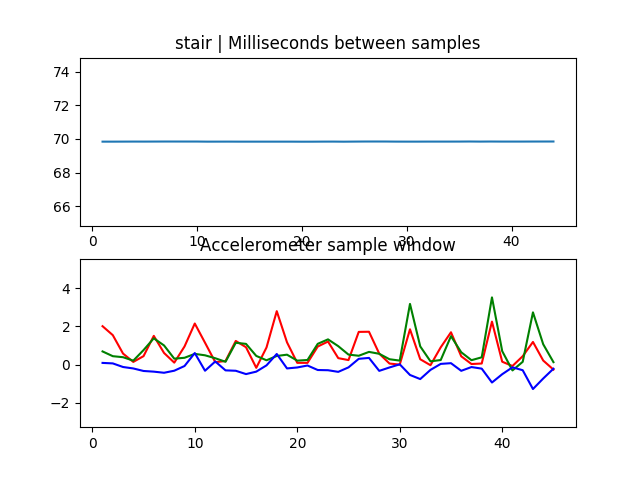 stair | Milliseconds between samples
74
72
70
68
66
0 10 20 30 40
Accelerometer sample window
4
2
0
−2
0 10 20 30 40